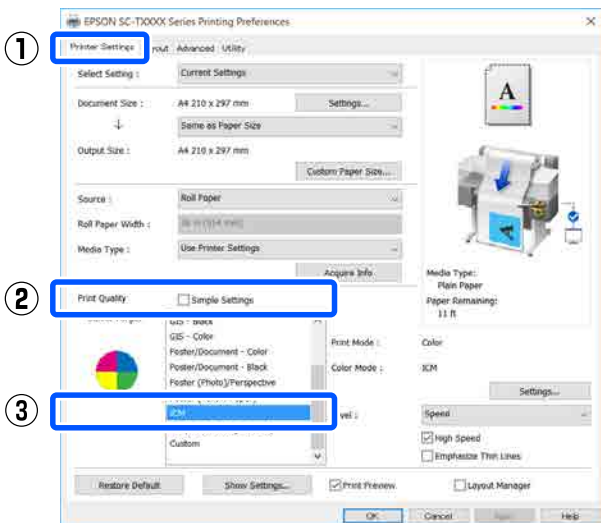 EPSON SC-TXXXX Series Printing Preferences
①
Printer Settings Advanced Utility
Select Setting : Current Settings
Document Size : A4 210 x 297 mm Settings...
Same as Paper Size
Output Size : A4 210 x 297 mm
Custom Paper Size...
Source : Roll Paper
Roll Paper Width :
Media Type : Use Printer Settings
Acquire Info
Media Type:
Plain Paper
Paper Remaining:
11 ft
②
Print Quality Simple Settings
GIS - Black
GIS - Color
Poster/Document - Color
Poster/Document - Black
Poster (Photo)/Perspective
③
ICM
Custom
Print Mode : Color
Color Mode : ICM
Settings...
Speed
High Speed
Emphasize Thin Lines
Restore Default Show Settings... Print Preview Layout Manager
OK Cancel Help
A